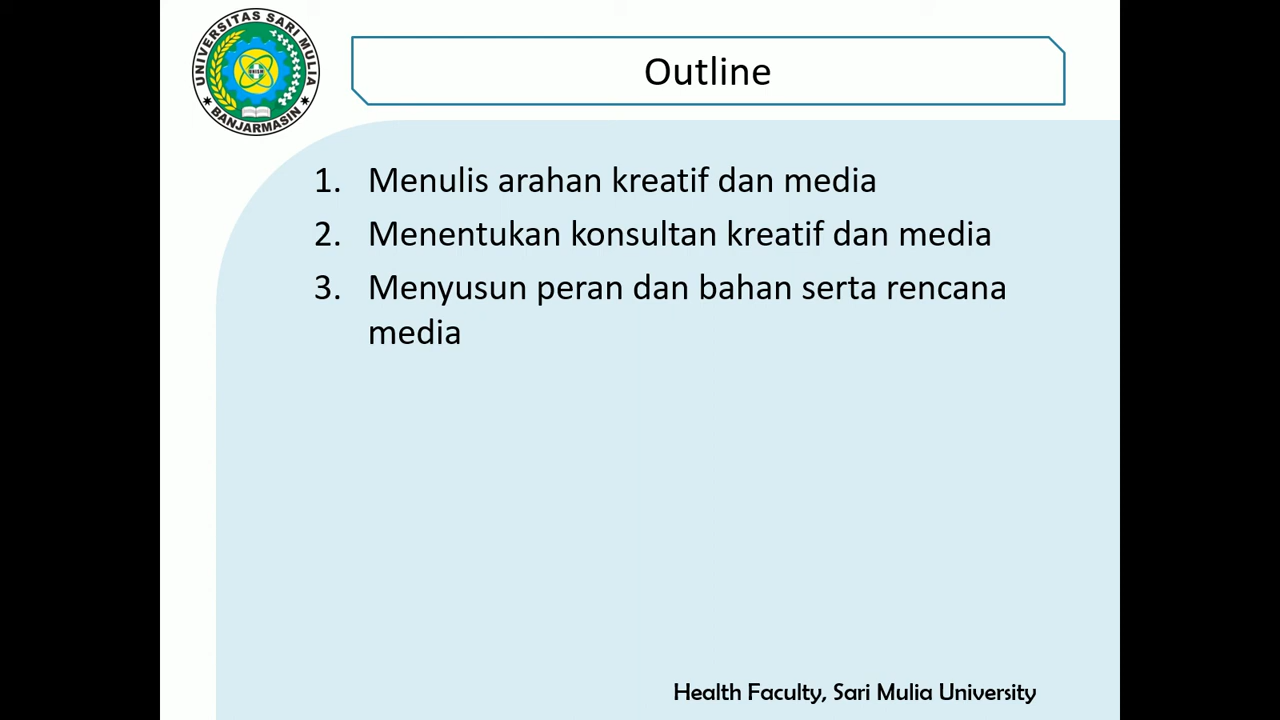 UNIVERSITAS SARI MULIA
BANJARMASIN
Outline
1. Menulis arahan kreatif dan media
2. Menentukan konsultan kreatif dan media
3. Menyusun peran dan bahan serta rencana
media
Health Faculty, Sari Mulia University